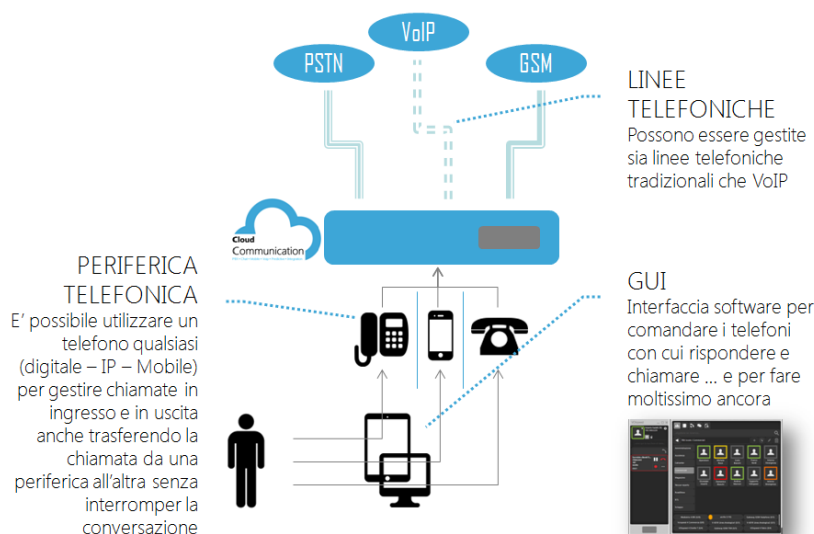 VoIP
PSTN
GSM
LINEE
TELEFONICHE
Possono essere gestite
sia linee telefoniche
tradizionali che VoIP
Cloud
Communication
PERIFERICA
TELEFONICA
E' possibile utilizzare un
telefono qualsiasi
(digitale – IP – Mobile)
per gestire chiamate in
ingresso e in uscita
anche trasferendo la
chiamata da una
periferica all'altra senza
interromper la
conversazione
GUI
Interfaccia software per
comandare i telefoni
con cui rispondere e
chiamare ... e per fare
moltissimo ancora